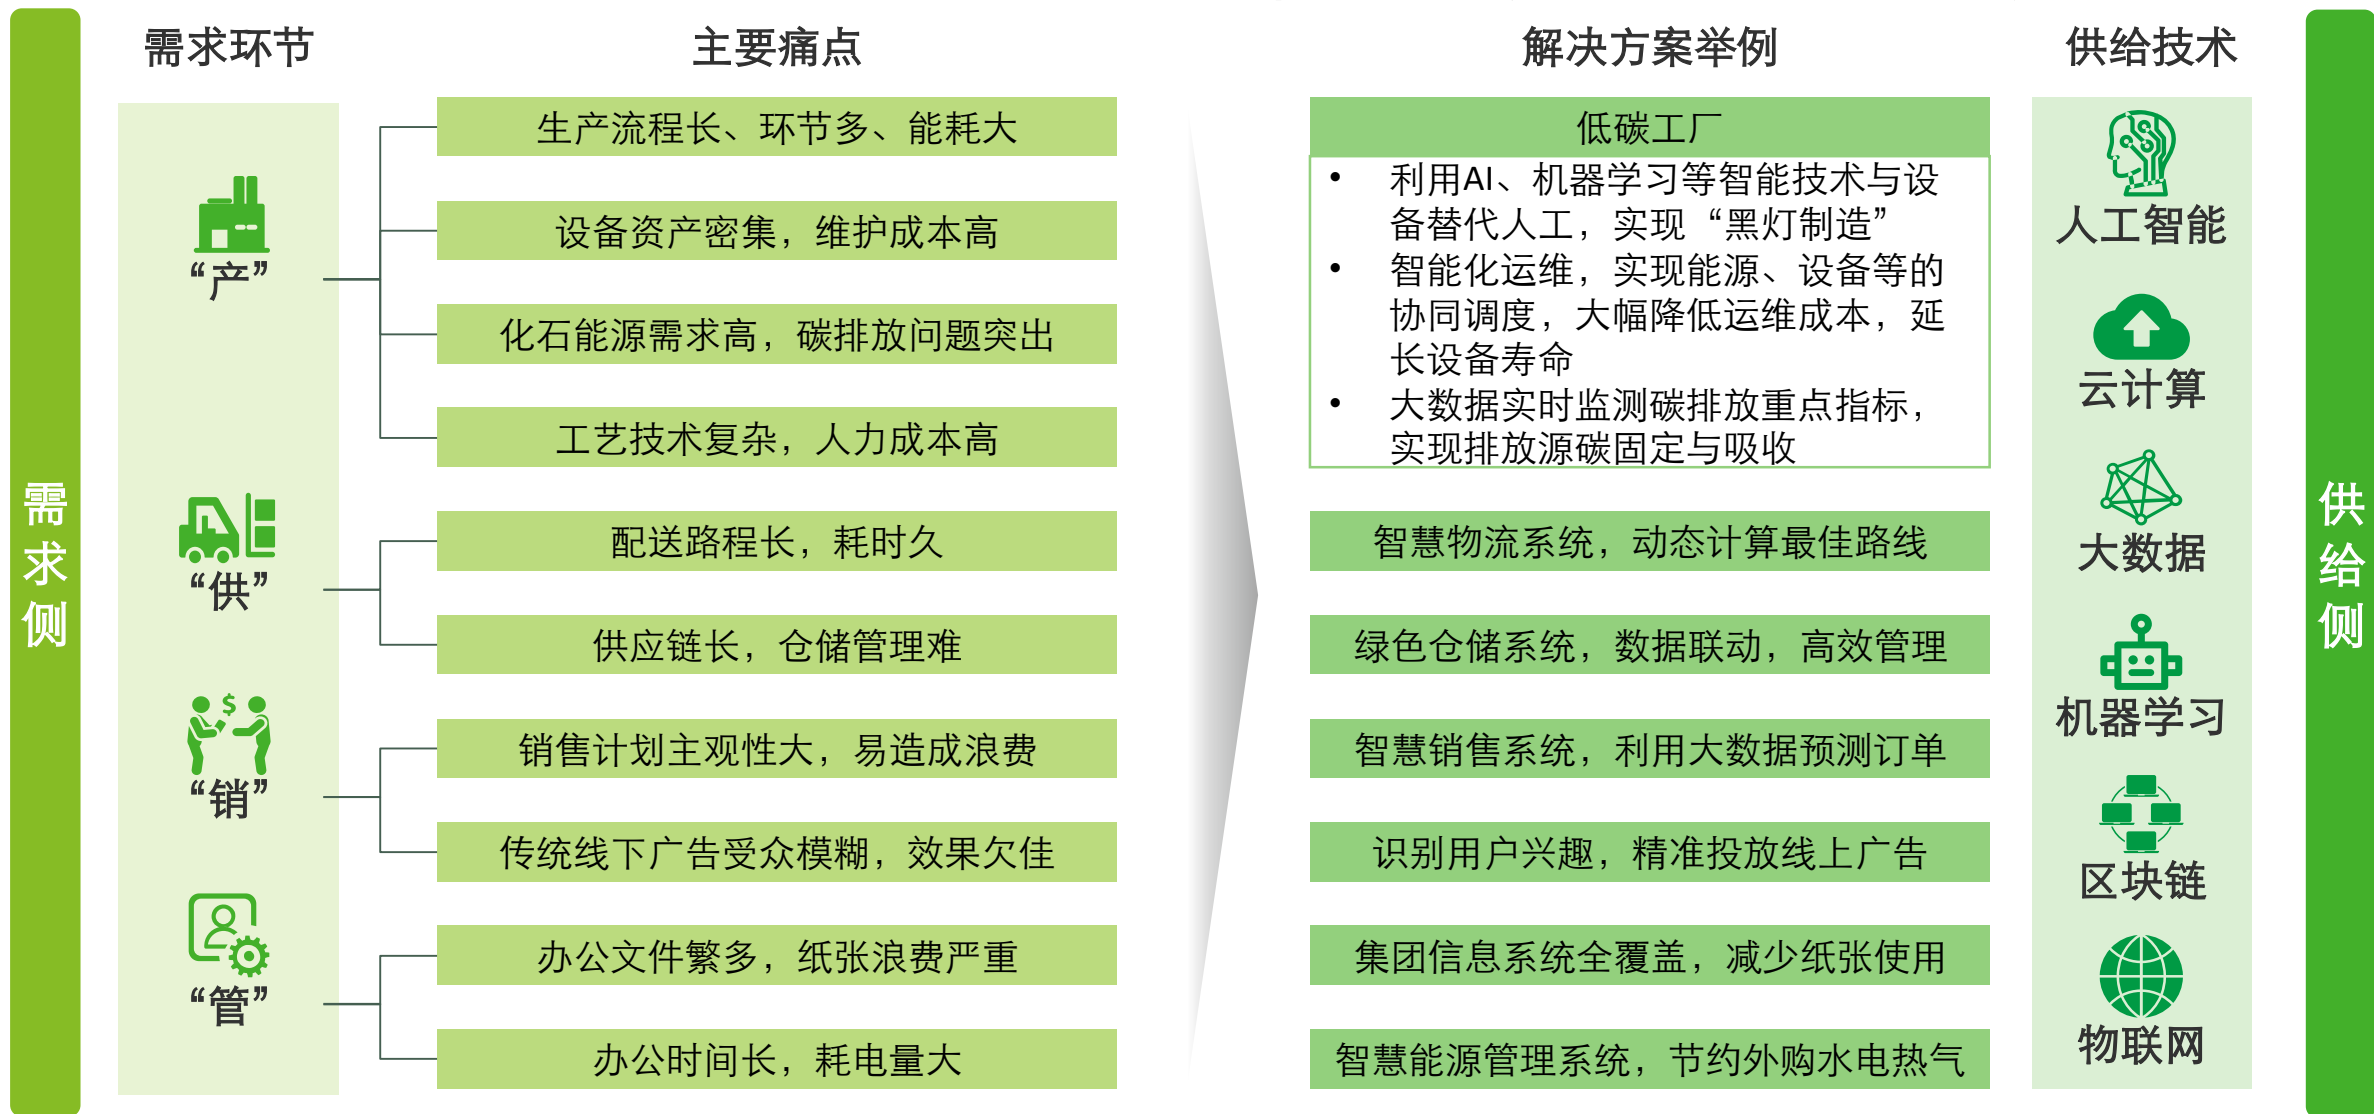 需求环节
主要痛点
解决方案举例
供给技术
需求侧
“产”
生产流程长、环节多、能耗大
设备资产密集，维护成本高
化石能源需求高，碳排放问题突出
工艺技术复杂，人力成本高
“供”
配送路程长，耗时久
供应链长，仓储管理难
“销”
销售计划主观性大，易造成浪费
传统线下广告受众模糊，效果欠佳
“管”
办公文件繁多，纸张浪费严重
办公时间长，耗电量大
低碳工厂
• 利用AI、机器学习等智能技术与设
备替代人工，实现“黑灯制造”
• 智能化运维，实现能源、设备等的
协同调度，大幅降低运维成本，延
长设备寿命
• 大数据实时监测碳排放重点指标，
实现排放源碳固定与吸收
智慧物流系统，动态计算最佳路线
绿色仓储系统，数据联动，高效管理
智慧销售系统，利用大数据预测订单
识别用户兴趣，精准投放线上广告
集团信息系统全覆盖，减少纸张使用
智慧能源管理系统，节约外购水电热气
人工智能
云计算
大数据
机器学习
区块链
物联网
供给侧